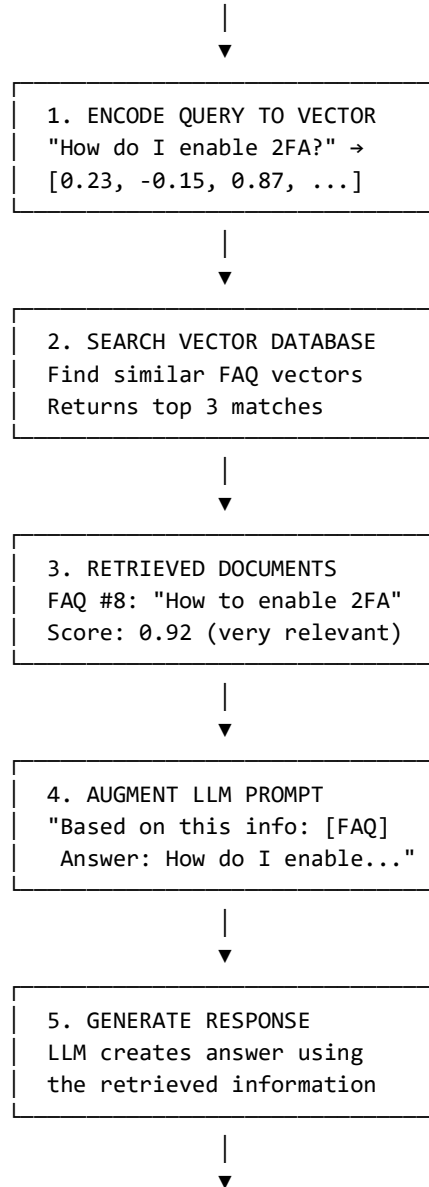 1. ENCODE QUERY TO VECTOR
"How do I enable 2FA?" →
[0.23, -0.15, 0.87, ...]
2. SEARCH VECTOR DATABASE
Find similar FAQ vectors
Returns top 3 matches
3. RETRIEVED DOCUMENTS
FAQ #8: "How to enable 2FA"
Score: 0.92 (very relevant)
4. AUGMENT LLM PROMPT
"Based on this info: [FAQ]
Answer: How do I enable..."
5. GENERATE RESPONSE
LLM creates answer using
the retrieved information